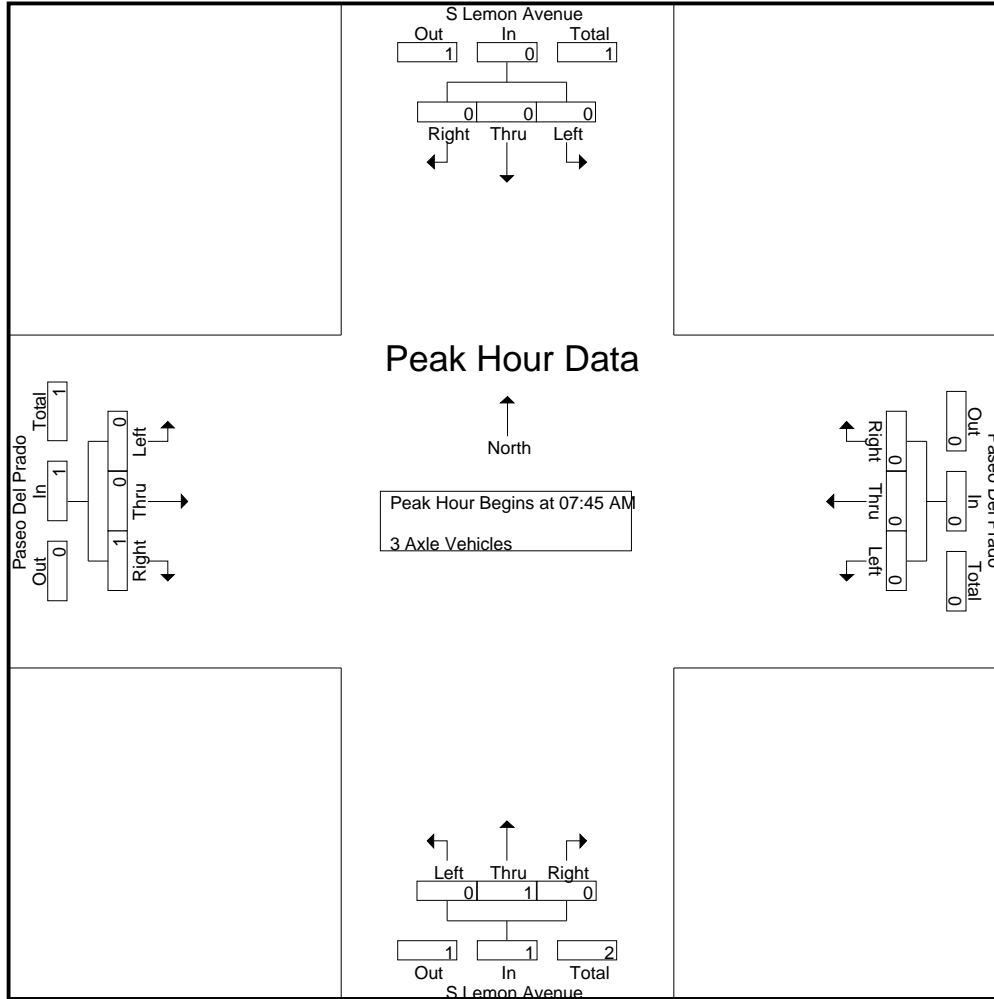 S Lemon Avenue
Out In Total
1 0 1
0 0 0
Right Thru Left
Peak Hour Data
North
Peak Hour Begins at 07:45 AM
3 Axle Vehicles
Paseo Del Prado
Total In Out
1 1 0
0 0 1
Left Thru Right
Paseo Del Prado
Out In Total
0 0 0
Right Thru Left
0 0 0
Left Thru Right
0 1 0
1 1 2
Out In Total
S Lemon Avenue